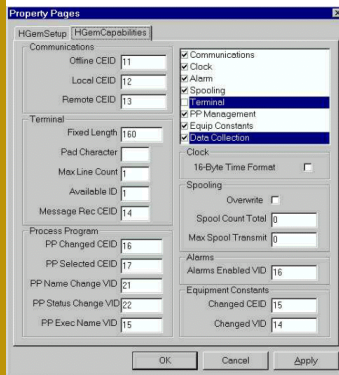 Property Pages
HGemSetup HGemCapabilities
Communications
Offline CEID 11
Local CEID 12
Remote CEID 13
Terminal
Fixed Length 160
Pad Character
Max Line Count 1
Available ID 1
Message Rec CEID 14
Process Program
PP Changed CEID 16
PP Selected CEID 17
PP Name Change VID 21
PP Status Change VID 22
PP Exec Name VID 15
Communications
Clock
Alarm
Spooling
Terminal
PP Management
Equip Constants
Data Collection
Clock
16-Byte Time Format
Spooling
Overwrite
Spool Count Total 0
Max Spool Transmit 0
Alarms
Alarms Enabled VID 16
Equipment Constants
Changed CEID 15
Changed VID 14
OK Cancel Apply